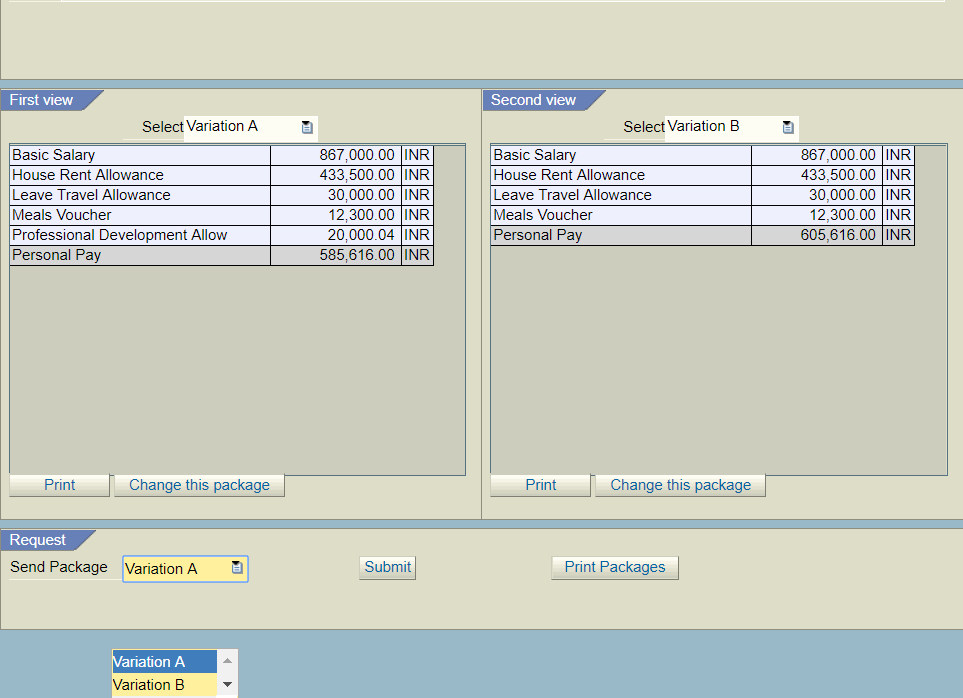 First view
Select Variation A
Basic Salary 867,000.00 INR
House Rent Allowance 433,500.00 INR
Leave Travel Allowance 30,000.00 INR
Meals Voucher 12,300.00 INR
Professional Development Allow 20,000.04 INR
Personal Pay 585,616.00 INR
Print Change this package
Second view
Select Variation B
Basic Salary 867,000.00 INR
House Rent Allowance 433,500.00 INR
Leave Travel Allowance 30,000.00 INR
Meals Voucher 12,300.00 INR
Personal Pay 605,616.00 INR
Print Change this package
Request
Send Package Variation A Submit Print Packages
Variation A
Variation B